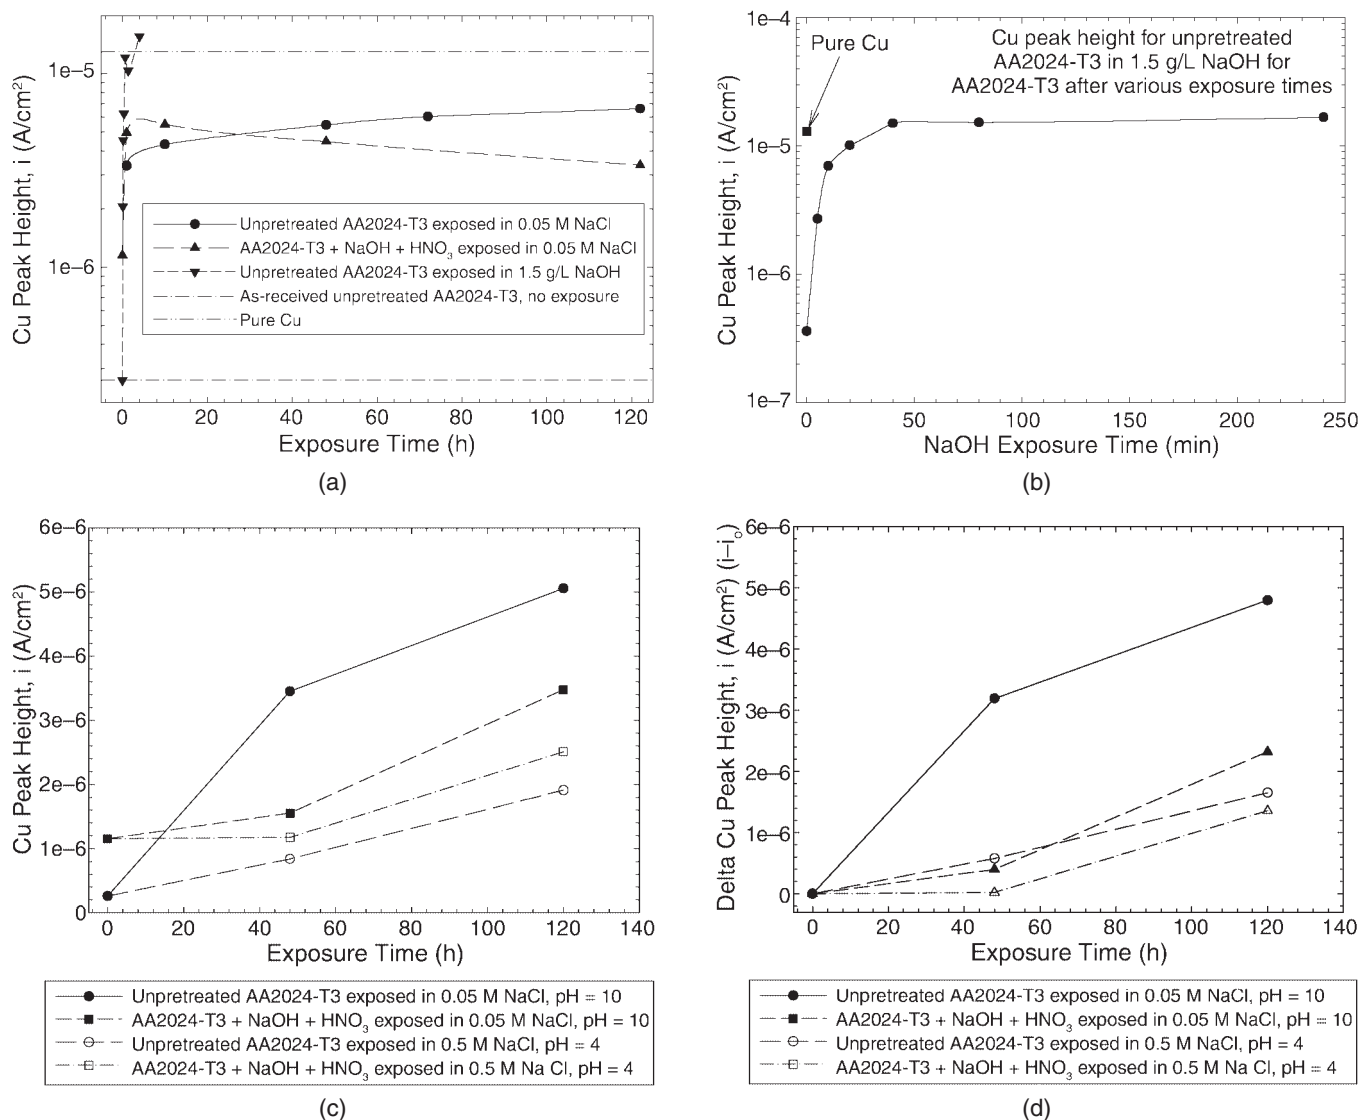 1e–5
1e–6
Cu Peak Height, i (A/cm²)
Unpretreated AA2024-T3 exposed in 0.05 M NaCl
AA2024-T3 + NaOH + HNO₃ exposed in 0.05 M NaCl
Unpretreated AA2024-T3 exposed in 1.5 g/L NaOH
As-received unpretreated AA2024-T3, no exposure
Pure Cu
0 20 40 60 80 100 120
Exposure Time (h)
(a)
1e–4
1e–5
1e–6
1e–7
Cu Peak Height, i (A/cm²)
Pure Cu
Cu peak height for unpretreated
AA2024-T3 in 1.5 g/L NaOH for
AA2024-T3 after various exposure times
0 50 100 150 200 250
NaOH Exposure Time (min)
(b)
6e–6
5e–6
4e–6
3e–6
2e–6
1e–6
0
Cu Peak Height, i (A/cm²)
0 20 40 60 80 100 120 140
Exposure Time (h)
Unpretreated AA2024-T3 exposed in 0.05 M NaCl, pH = 10
AA2024-T3 + NaOH + HNO₃ exposed in 0.05 M NaCl, pH = 10
Unpretreated AA2024-T3 exposed in 0.5 M NaCl, pH = 4
AA2024-T3 + NaOH + HNO₃ exposed in 0.5 M Na Cl, pH = 4
(c)
6e–6
5e–6
4e–6
3e–6
2e–6
1e–6
0
Delta Cu Peak Height, i (A/cm²) (i–iₒ)
0 20 40 60 80 100 120 140
Exposure Time (h)
Unpretreated AA2024-T3 exposed in 0.05 M NaCl, pH = 10
AA2024-T3 + NaOH + HNO₃ exposed in 0.05 M NaCl, pH = 10
Unpretreated AA2024-T3 exposed in 0.5 M NaCl, pH = 4
AA2024-T3 + NaOH + HNO₃ exposed in 0.5 M NaCl, pH = 4
(d)